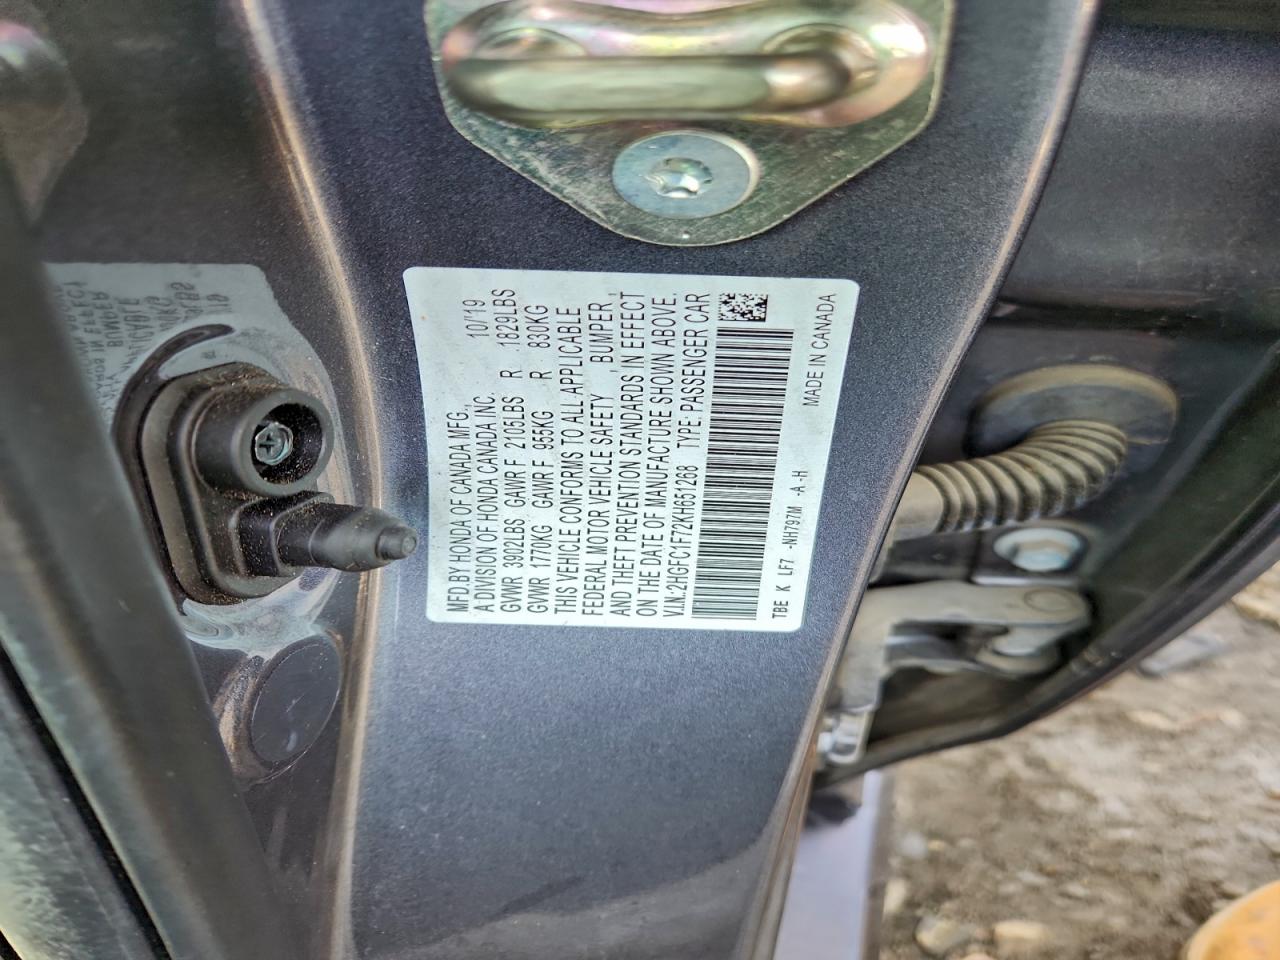 MFD.BY HONDA OF CANADA MFG., 10/'19
A DIVISION OF HONDA CANADA INC.
GVWR 3902LBS GAWR F 2105LBS R 1829LBS
GVWR 1770KG GAWR F 955KG R 830KG
THIS VEHICLE CONFORMS TO ALL APPLICABLE
FEDERAL MOTOR VEHICLE SAFETY , BUMPER ,
AND THEFT PREVENTION STANDARDS IN EFFECT
ON THE DATE OF MANUFACTURE SHOWN ABOVE.
V.I.N.:2HGFC1F72KH651268 TYPE: PASSENGER CAR
TBE K LF7 -NH797M -A -H
MADE IN CANADA